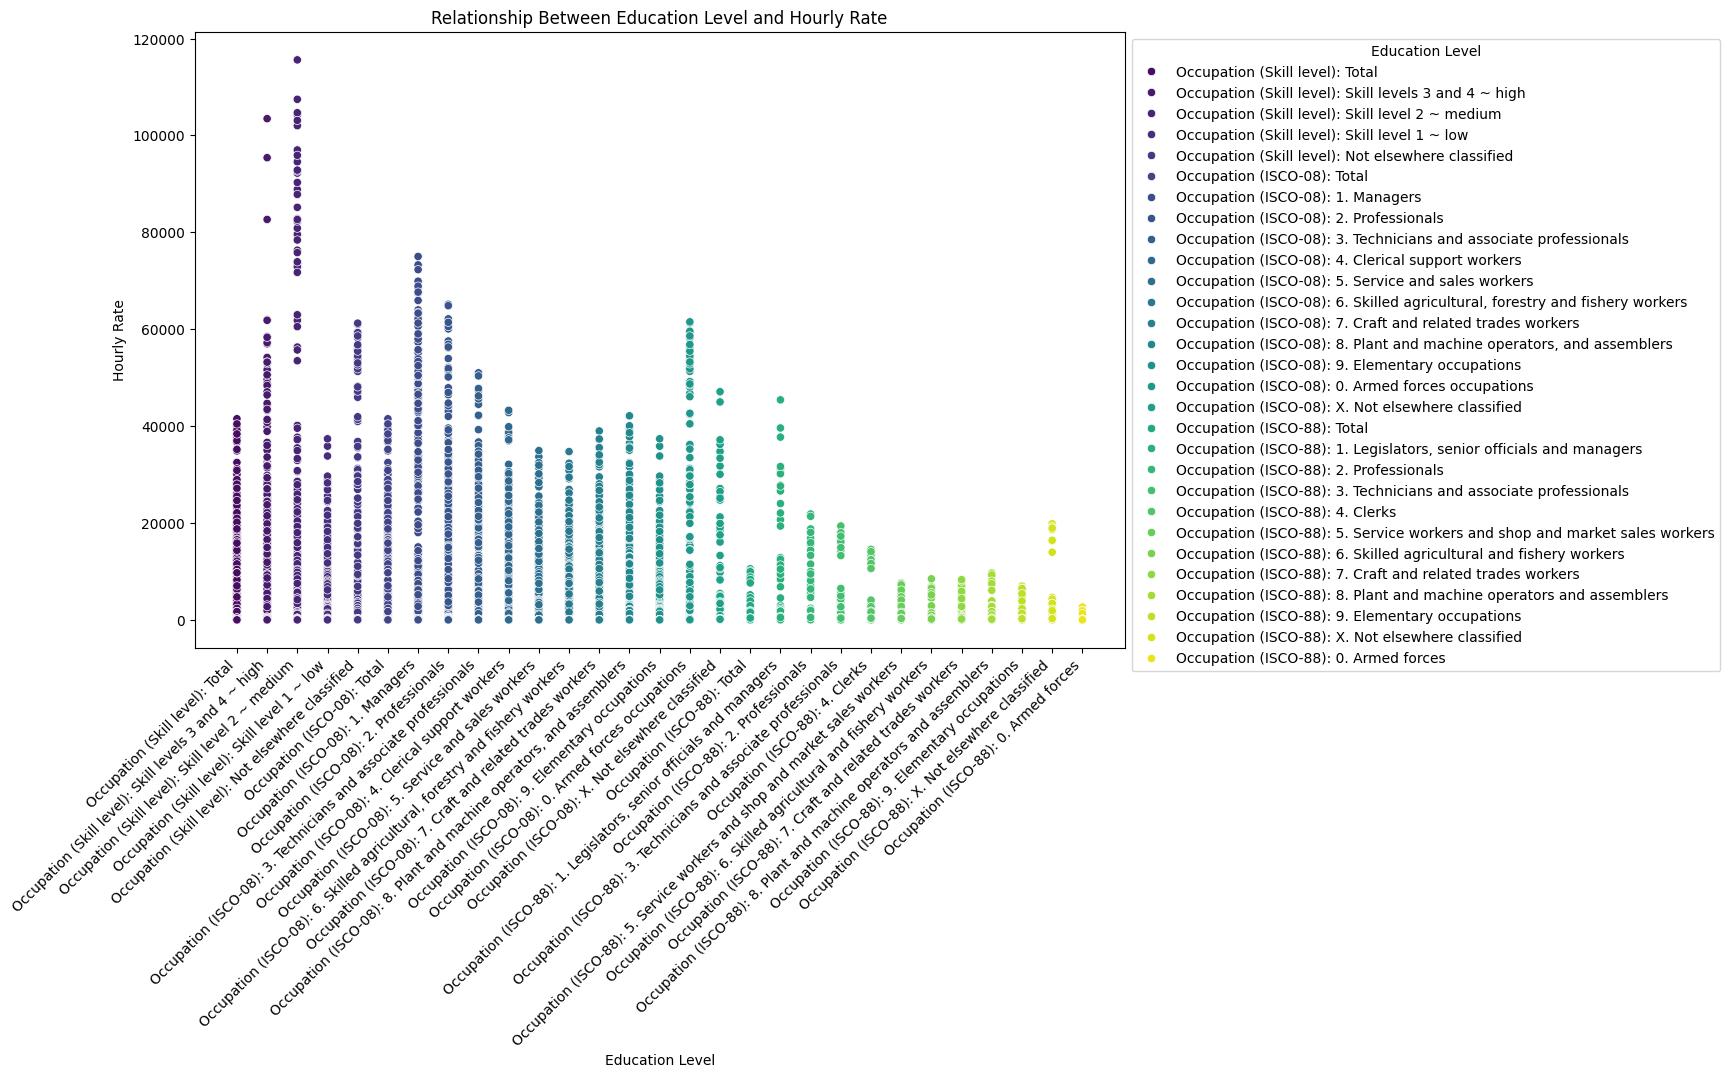 Relationship Between Education Level and Hourly Rate
120000
100000
80000
60000
40000
20000
0
Hourly Rate
Occupation (Skill level): Total
Occupation (Skill level): Skill levels 3 and 4 ~ high
Occupation (Skill level): Skill level 2 ~ medium
Occupation (Skill level): Skill level 1 ~ low
Occupation (Skill level): Not elsewhere classified
Occupation (ISCO-08): Total
Occupation (ISCO-08): 1. Managers
Occupation (ISCO-08): 2. Professionals
Occupation (ISCO-08): 3. Technicians and associate professionals
Occupation (ISCO-08): 4. Clerical support workers
Occupation (ISCO-08): 5. Service and sales workers
Occupation (ISCO-08): 6. Skilled agricultural, forestry and fishery workers
Occupation (ISCO-08): 7. Craft and related trades workers
Occupation (ISCO-08): 8. Plant and machine operators, and assemblers
Occupation (ISCO-08): 9. Elementary occupations
Occupation (ISCO-08): 0. Armed forces occupations
Occupation (ISCO-08): X. Not elsewhere classified
Occupation (ISCO-88): Total
Occupation (ISCO-88): 1. Legislators, senior officials and managers
Occupation (ISCO-88): 2. Professionals
Occupation (ISCO-88): 3. Technicians and associate professionals
Occupation (ISCO-88): 4. Clerks
Occupation (ISCO-88): 5. Service workers and shop and market sales workers
Occupation (ISCO-88): 6. Skilled agricultural and fishery workers
Occupation (ISCO-88): 7. Craft and related trades workers
Occupation (ISCO-88): 8. Plant and machine operators and assemblers
Occupation (ISCO-88): 9. Elementary occupations
Occupation (ISCO-88): X. Not elsewhere classified
Occupation (ISCO-88): 0. Armed forces
Education Level
Education Level
Occupation (Skill level): Total
Occupation (Skill level): Skill levels 3 and 4 ~ high
Occupation (Skill level): Skill level 2 ~ medium
Occupation (Skill level): Skill level 1 ~ low
Occupation (Skill level): Not elsewhere classified
Occupation (ISCO-08): Total
Occupation (ISCO-08): 1. Managers
Occupation (ISCO-08): 2. Professionals
Occupation (ISCO-08): 3. Technicians and associate professionals
Occupation (ISCO-08): 4. Clerical support workers
Occupation (ISCO-08): 5. Service and sales workers
Occupation (ISCO-08): 6. Skilled agricultural, forestry and fishery workers
Occupation (ISCO-08): 7. Craft and related trades workers
Occupation (ISCO-08): 8. Plant and machine operators, and assemblers
Occupation (ISCO-08): 9. Elementary occupations
Occupation (ISCO-08): 0. Armed forces occupations
Occupation (ISCO-08): X. Not elsewhere classified
Occupation (ISCO-88): Total
Occupation (ISCO-88): 1. Legislators, senior officials and managers
Occupation (ISCO-88): 2. Professionals
Occupation (ISCO-88): 3. Technicians and associate professionals
Occupation (ISCO-88): 4. Clerks
Occupation (ISCO-88): 5. Service workers and shop and market sales workers
Occupation (ISCO-88): 6. Skilled agricultural and fishery workers
Occupation (ISCO-88): 7. Craft and related trades workers
Occupation (ISCO-88): 8. Plant and machine operators and assemblers
Occupation (ISCO-88): 9. Elementary occupations
Occupation (ISCO-88): X. Not elsewhere classified
Occupation (ISCO-88): 0. Armed forces